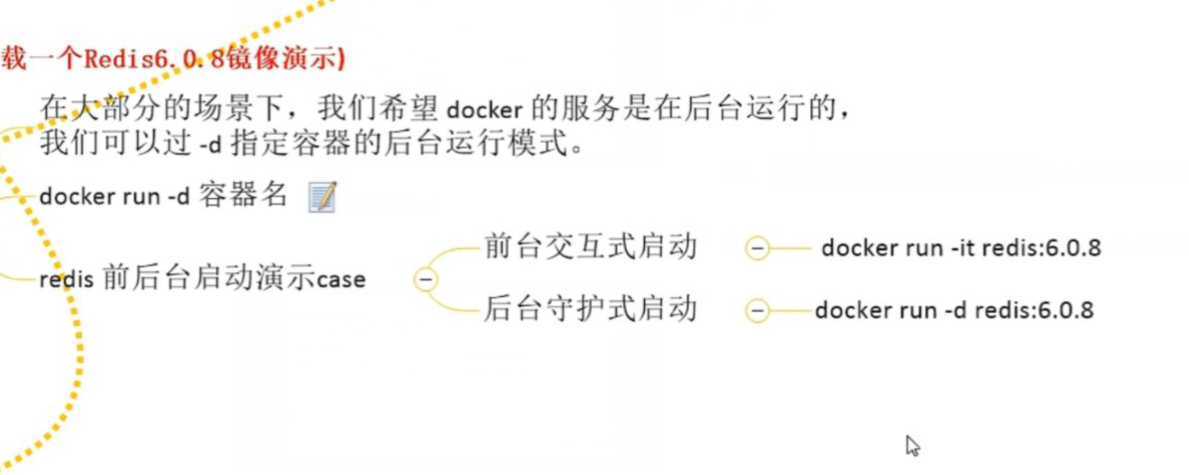 载一个Redis6.0.8镜像演示)
在大部分的场景下，我们希望 docker 的服务是在后台运行的，
我们可以过 -d 指定容器的后台运行模式。
docker run -d 容器名
redis 前后台启动演示case
前台交互式启动
docker run -it redis:6.0.8
后台守护式启动
docker run -d redis:6.0.8